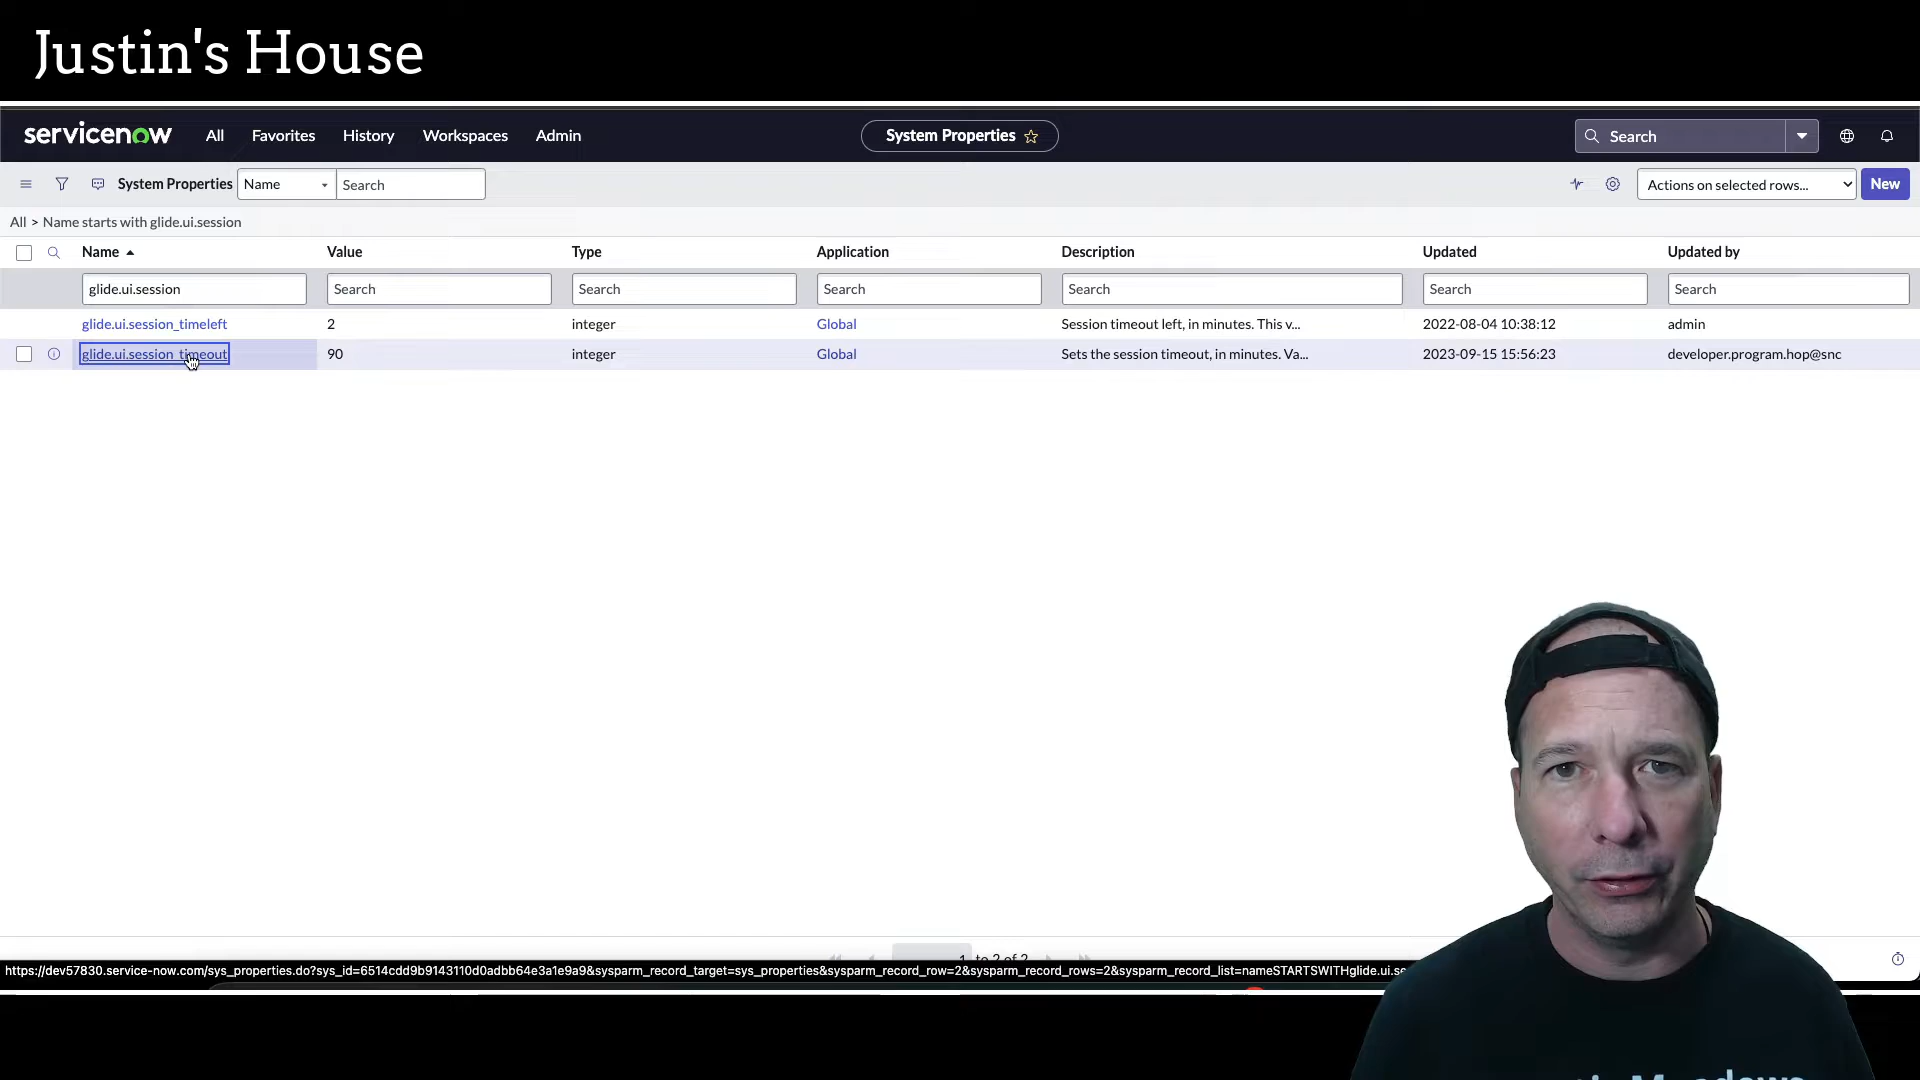 Justin's House
servicenow All Favorites History Workspaces Admin System Properties Search
System Properties Name Search Actions on selected rows... New
All > Name starts with glide.ui.session
Name Value Type Application Description Updated Updated by
glide.ui.session Search Search Search Search Search Search
glide.ui.session_timeleft 2 integer Global Session timeout left, in minutes. This v... 2022-08-04 10:38:12 admin
glide.ui.session_timeout 90 integer Global Sets the session timeout, in minutes. Va... 2023-09-15 15:56:23 developer.program.hop@snc
1 to 2 of 2
https://dev57830.service-now.com/sys_properties.do?sys_id=6514cdd9b9143110d0adbb64e3a1e9a9&sysparm_record_target=sys_properties&sysparm_record_row=2&sysparm_record_rows=2&sysparm_record_list=nameSTARTSWITHglide.ui.se